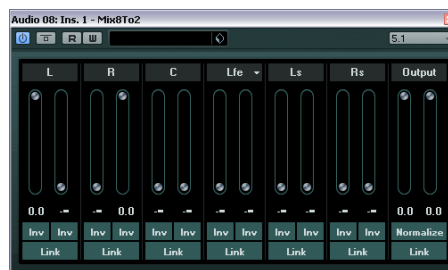 Audio 08: Ins. 1 - Mix8To2
R W 5.1
L R C Lfe Ls Rs Output
0.0 -∞ -∞ 0.0 -∞ -∞ -∞ -∞ -∞ -∞ -∞ -∞ 0.0 0.0
Inv Inv Inv Inv Inv Inv Inv Inv Inv Inv Inv Inv Normalize
Link Link Link Link Link Link Link